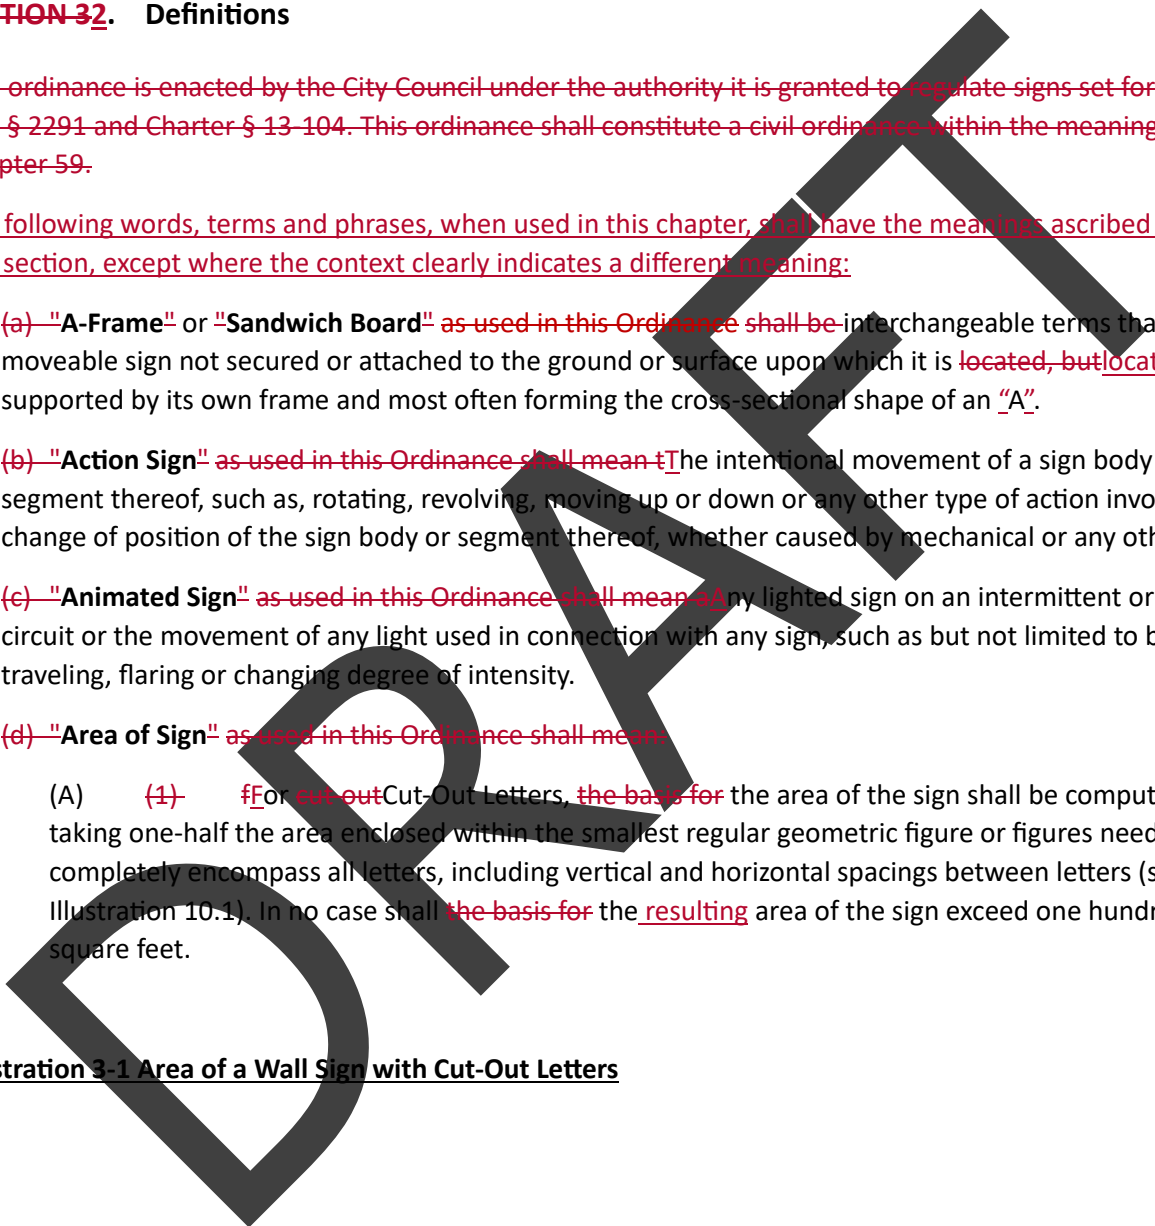 TION 32. Definitions
ordinance is enacted by the City Council under the authority it is granted to regulate signs set for
§ 2291 and Charter § 13-104. This ordinance shall constitute a civil ordinance within the meaning
pter 59.
following words, terms and phrases, when used in this chapter, shall have the meanings ascribed
section, except where the context clearly indicates a different meaning:
(a) "A-Frame" or "Sandwich Board" as used in this Ordinance shall be interchangeable terms tha
moveable sign not secured or attached to the ground or surface upon which it is located, butlocat
supported by its own frame and most often forming the cross-sectional shape of an “A”.
(b) "Action Sign" as used in this Ordinance shall mean tThe intentional movement of a sign body
segment thereof, such as, rotating, revolving, moving up or down or any other type of action invo
change of position of the sign body or segment thereof, whether caused by mechanical or any oth
(c) "Animated Sign" as used in this Ordinance shall mean aAny lighted sign on an intermittent or
circuit or the movement of any light used in connection with any sign, such as but not limited to b
traveling, flaring or changing degree of intensity.
(d) "Area of Sign" as used in this Ordinance shall mean:
(A) (1) fFor cut outCut-Out Letters, the basis for the area of the sign shall be comput
taking one-half the area enclosed within the smallest regular geometric figure or figures need
completely encompass all letters, including vertical and horizontal spacings between letters (s
Illustration 10.1). In no case shall the basis for the resulting area of the sign exceed one hundr
square feet.
stration 3-1 Area of a Wall Sign with Cut-Out Letters
DRAFT